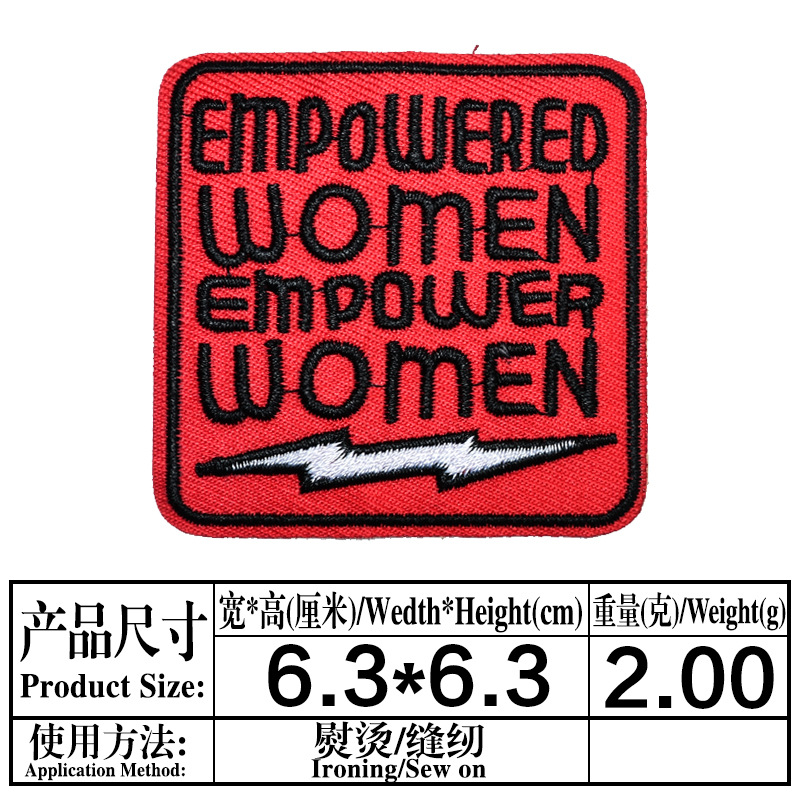 EMPOWERED
WOMEN
EMPOWER
WOMEN
产品尺寸
Product Size:
宽*高(厘米)/Wedth*Height(cm)
重量(克)/Weight(g)
6.3*6.3
2.00
使用方法:
Application Method:
熨烫/缝纫
Ironing/Sew on